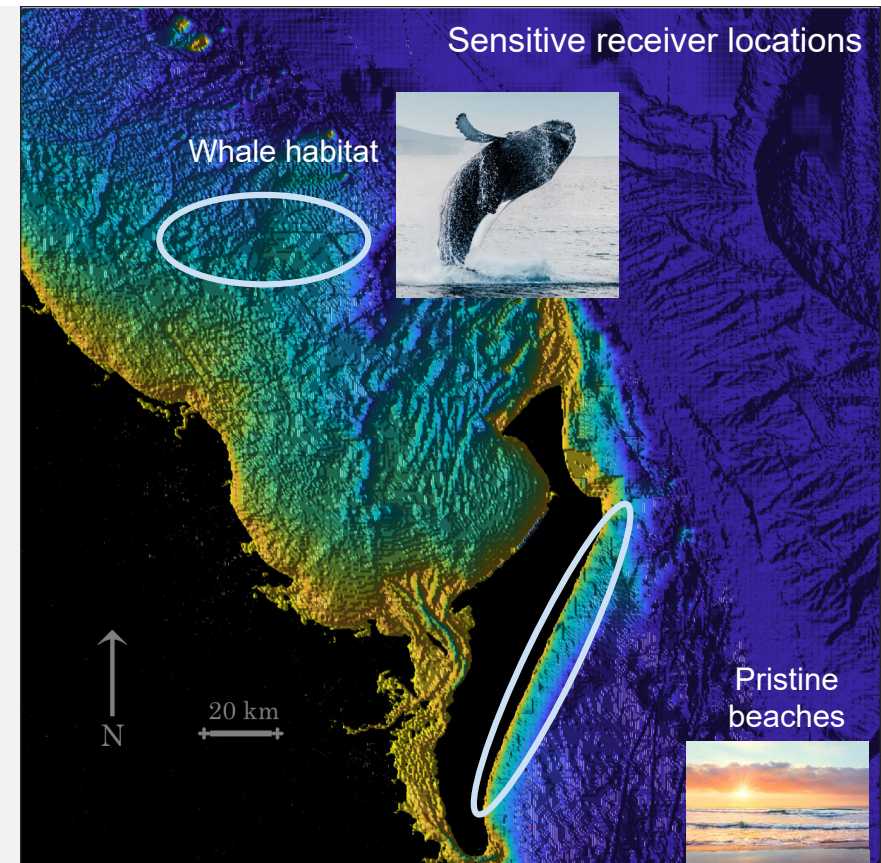 Sensitive receiver locations
Whale habitat
20 km
N
Pristine
beaches